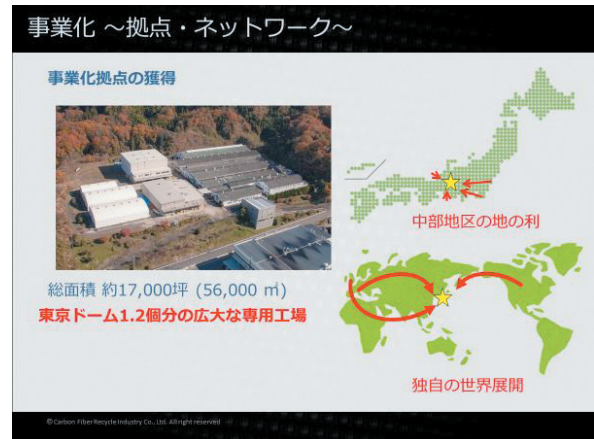 事業化 ～拠点・ネットワーク～
事業化拠点の獲得
中部地区の地の利
総面積 約17,000坪 (56,000 ㎡)
東京ドーム1.2個分の広大な専用工場
独自の世界展開
© Carbon Fiber Recycle Industry Co., Ltd. All right reserved